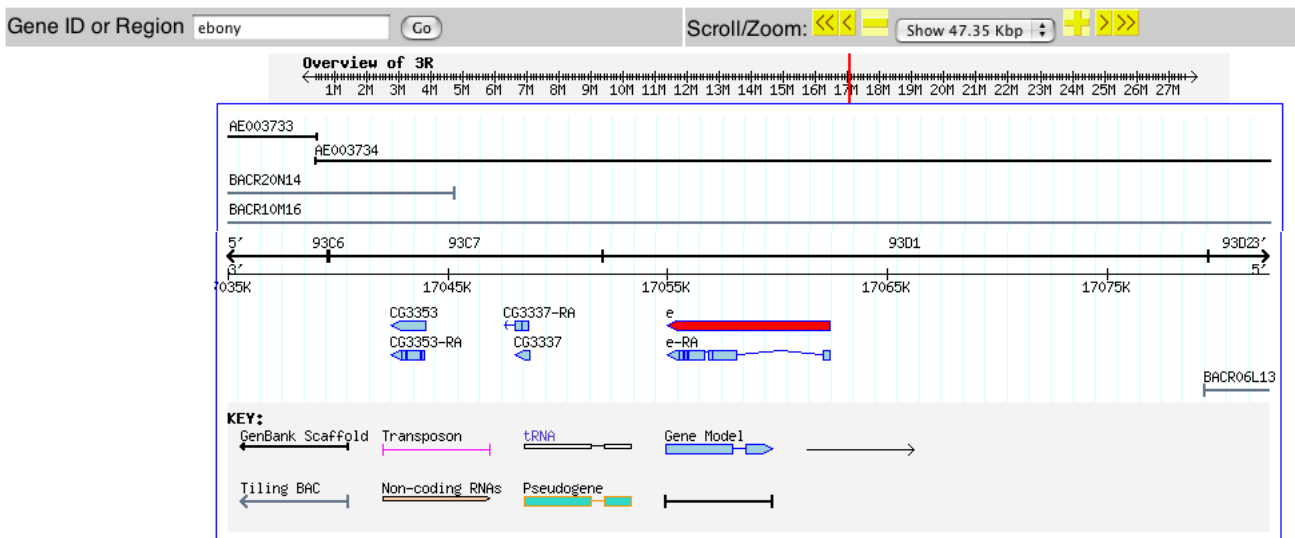 Gene ID or Region ebony Go Scroll/Zoom: << < Show 47.35 Kbp > >>
Overview of 3R
1M 2M 3M 4M 5M 6M 7M 8M 9M 10M 11M 12M 13M 14M 15M 16M 17M 18M 19M 20M 21M 22M 23M 24M 25M 26M 27M
AE003733
AE003734
BACR20N14
BACR10M16
5′ 93C6 93C7 93D1 93D2 3′
3′ 5′
7035K 17045K 17055K 17065K 17075K
CG3353 CG3337-RA e
CG3353-RA CG3337 e-RA
BACR06L13
KEY:
GenBank Scaffold Transposon tRNA Gene Model
Tiling BAC Non-coding RNAs Pseudogene